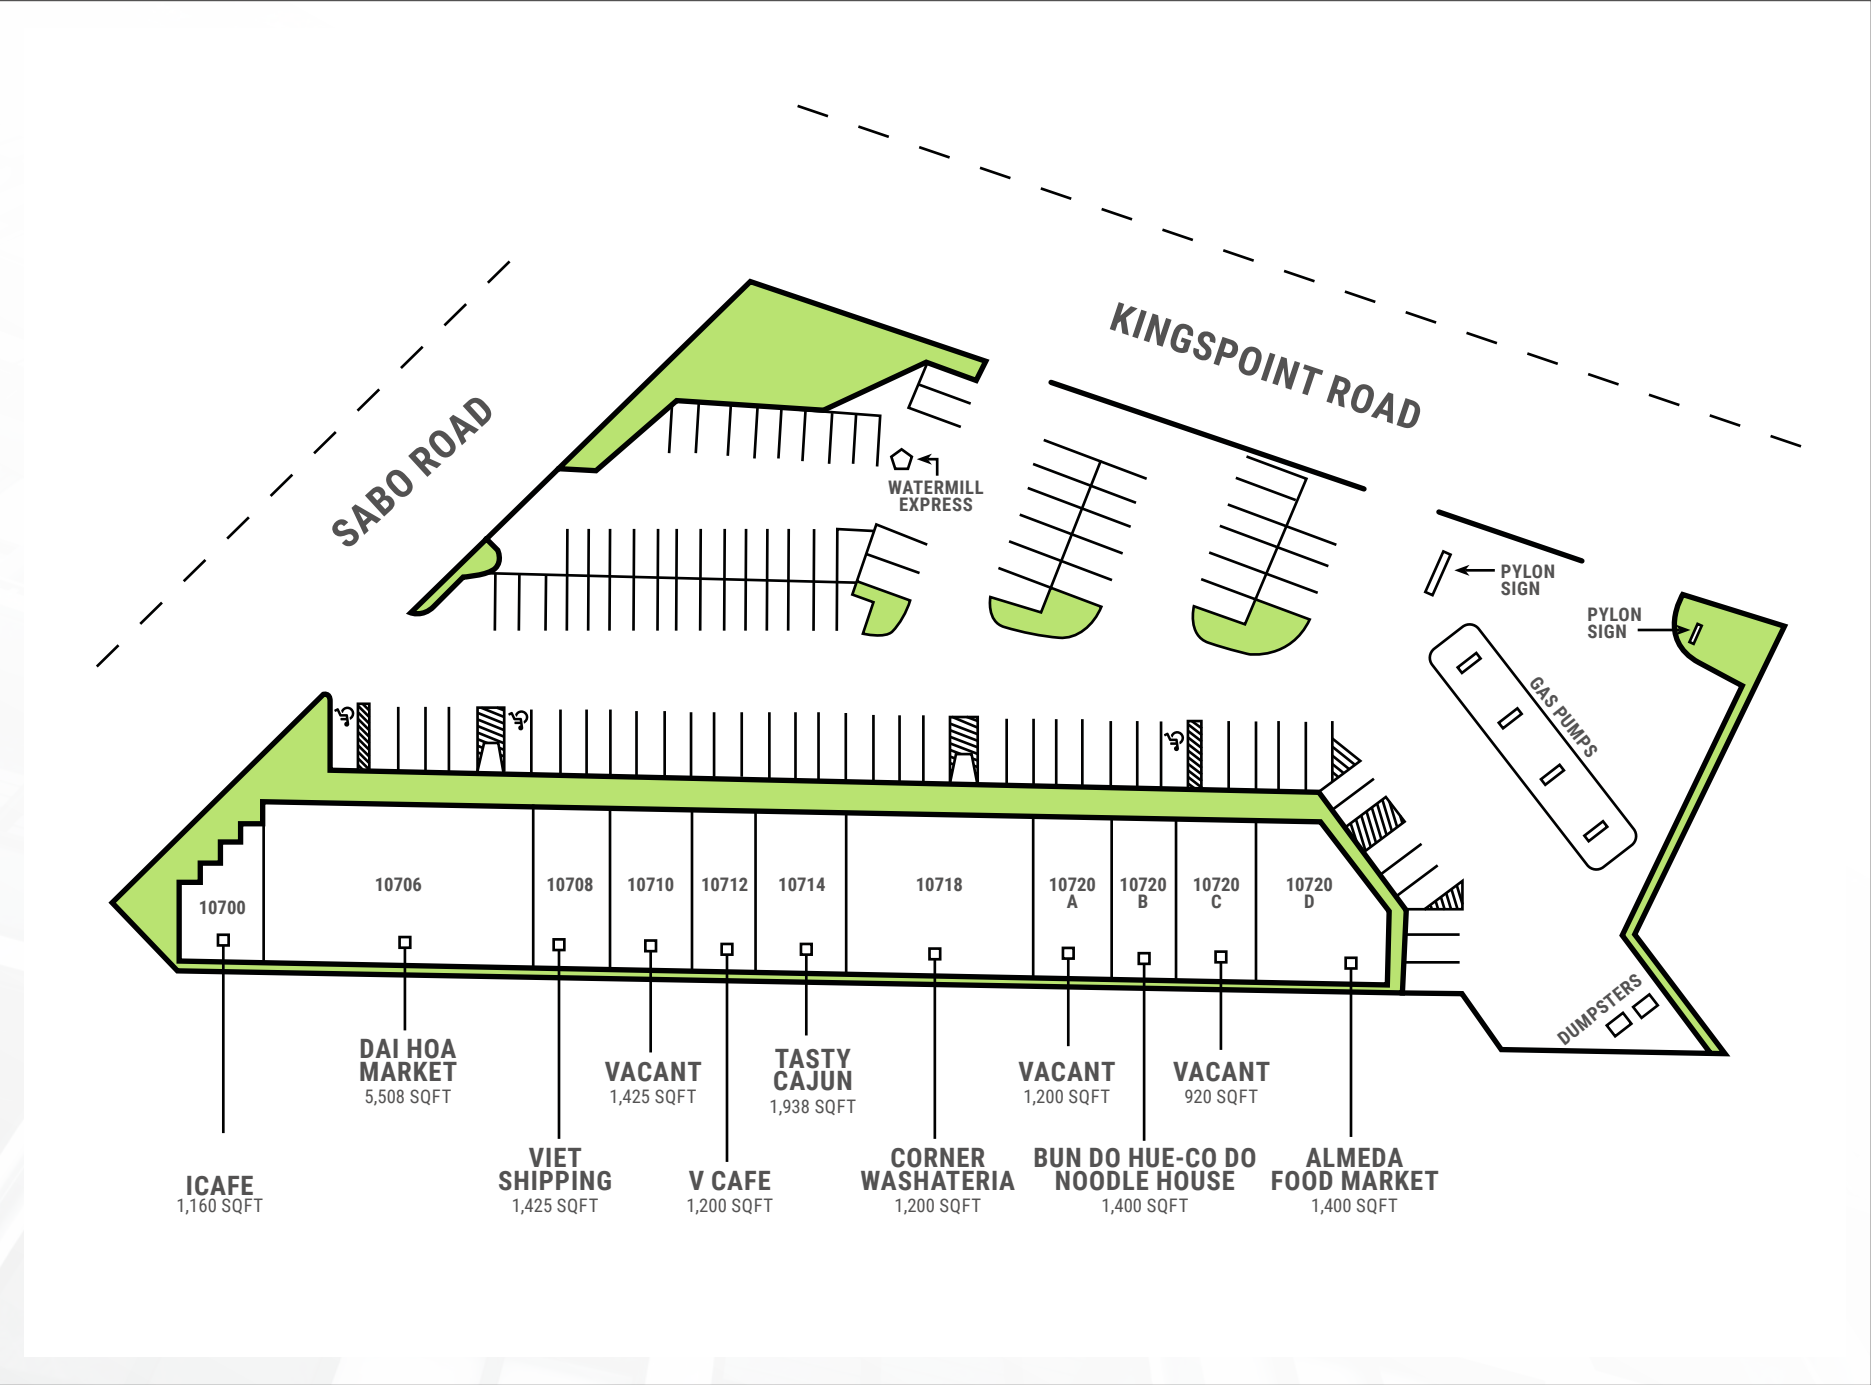 KINGSPOINT ROAD
SABO ROAD
WATERMILL
EXPRESS
PYLON
SIGN
PYLON
SIGN
GAS PUMPS
DUMPSTERS
10700
10706
10708
10710
10712
10714
10718
10720
A
10720
B
10720
C
10720
D
ICAFE
1,160 SQFT
DAI HOA
MARKET
5,508 SQFT
VIET
SHIPPING
1,425 SQFT
VACANT
1,425 SQFT
V CAFE
1,200 SQFT
TASTY
CAJUN
1,938 SQFT
CORNER
WASHATERIA
1,200 SQFT
VACANT
1,200 SQFT
BUN DO HUE-CO DO
NOODLE HOUSE
1,400 SQFT
VACANT
920 SQFT
ALMEDA
FOOD MARKET
1,400 SQFT